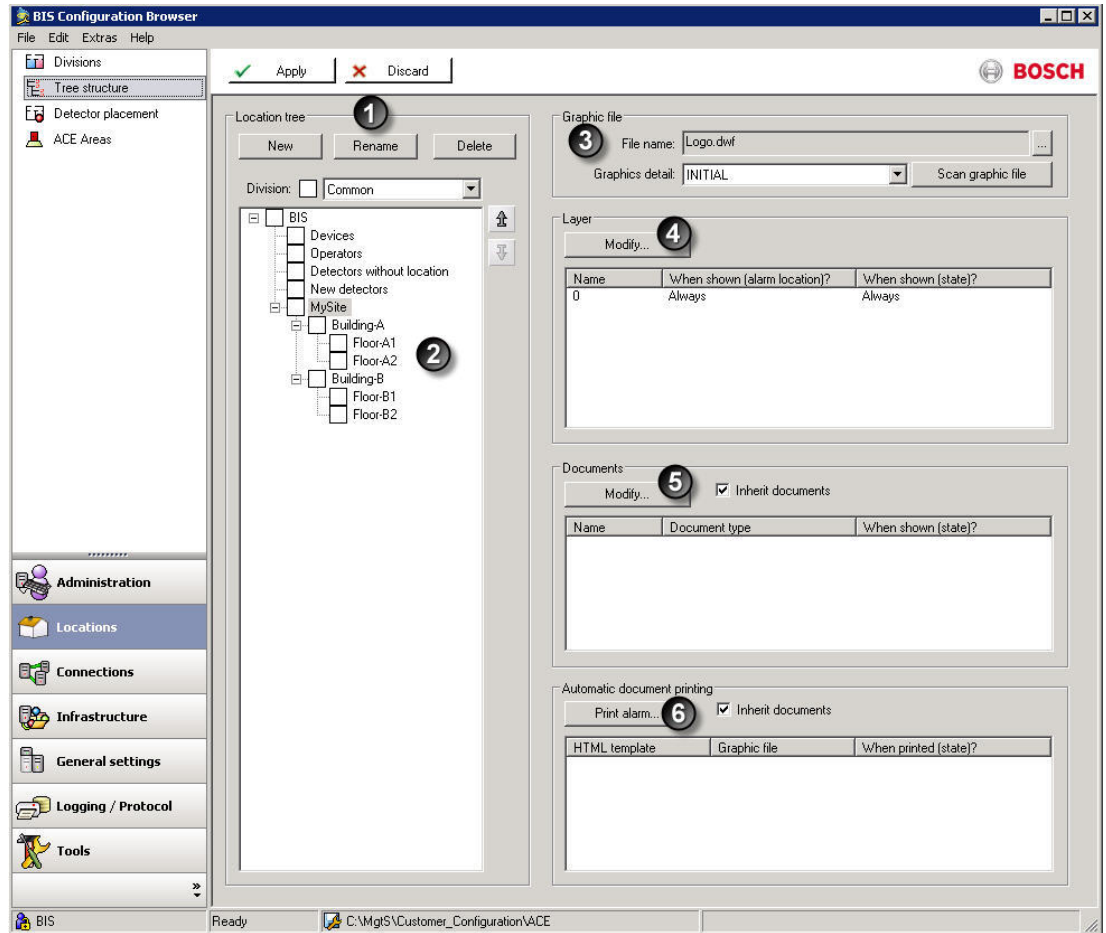 BIS Configuration Browser
File Edit Extras Help
Divisions
Tree structure
Detector placement
ACE Areas
Apply
Discard
BOSCH
Location tree
1
New
Rename
Delete
Division:
Common
BIS
Devices
Operators
Detectors without location
New detectors
MySite
Building-A
Floor-A1
Floor-A2
Building-B
Floor-B1
Floor-B2
2
Graphic file
3
File name: Logo.dwf
...
Graphics detail: INITIAL
Scan graphic file
Layer
Modify...
4
Name When shown (alarm location)? When shown (state)?
0 Always Always
Documents
Modify...
5
Inherit documents
Name Document type When shown (state)?
Automatic document printing
Print alarm...
6
Inherit documents
HTML template Graphic file When printed (state)?
Administration
Locations
Connections
Infrastructure
General settings
Logging / Protocol
Tools
»
BIS
Ready
C:\MgtS\Customer_Configuration\ACE